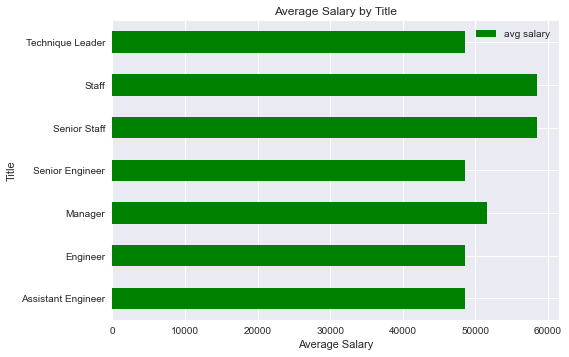 Average Salary by Title
avg salary
Title
Technique Leader
Staff
Senior Staff
Senior Engineer
Manager
Engineer
Assistant Engineer
0 10000 20000 30000 40000 50000 60000
Average Salary